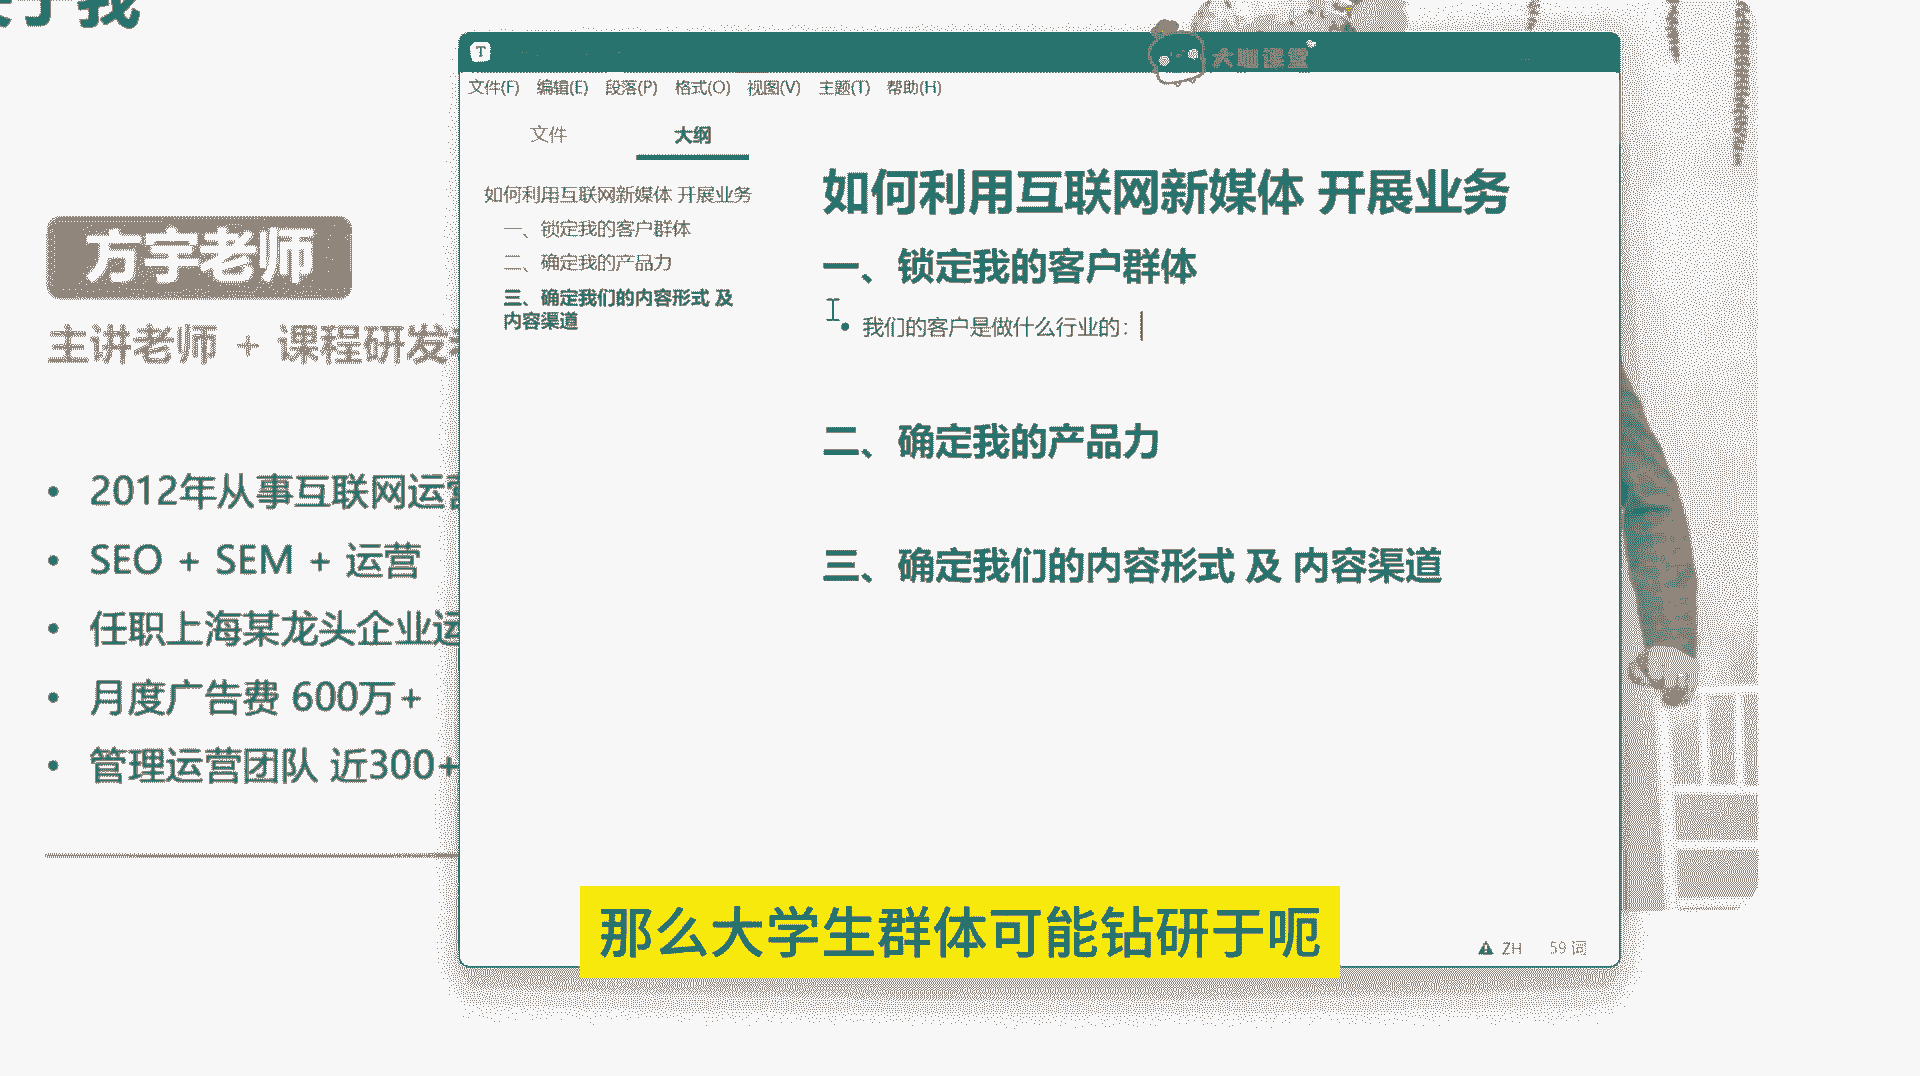 于我
方宇老师
主讲老师 + 课程研发
2012年从事互联网运营
SEO + SEM + 运营
任职上海某龙头企业运
月度广告费 600万+
管理运营团队 近300+
T
大咖课堂
文件(F) 编辑(E) 段落(P) 格式(O) 视图(V) 主题(T) 帮助(H)
文件 大纲
如何利用互联网新媒体 开展业务
一、锁定我的客户群体
二、确定我的产品力
三、确定我们的内容形式 及
内容渠道
如何利用互联网新媒体 开展业务
一、锁定我的客户群体
我们的客户是做什么行业的：
二、确定我的产品力
三、确定我们的内容形式 及 内容渠道
ZH 59 词
那么大学生群体可能钻研于呃